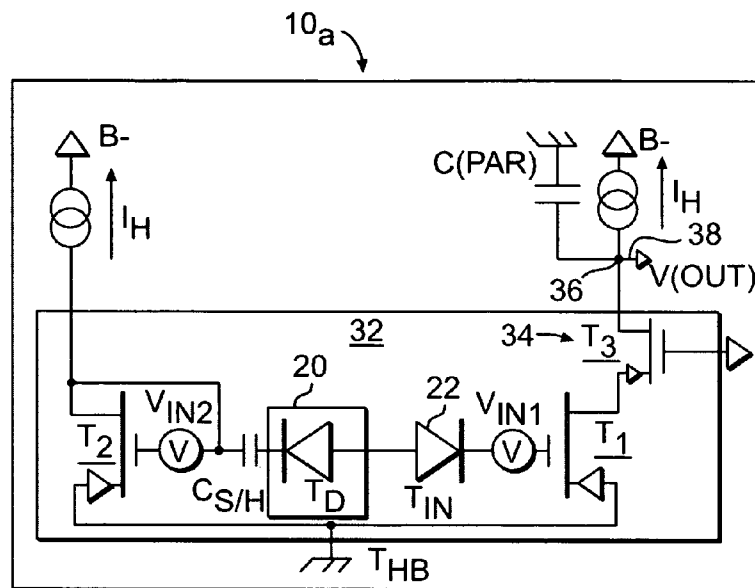 10a
B-
B-
C(PAR)
IH
IH
38
36
V(OUT)
32
34
T3
20
22
VIN2
VIN1
V
V
T2
T1
CS/H
TD
TIN
THB